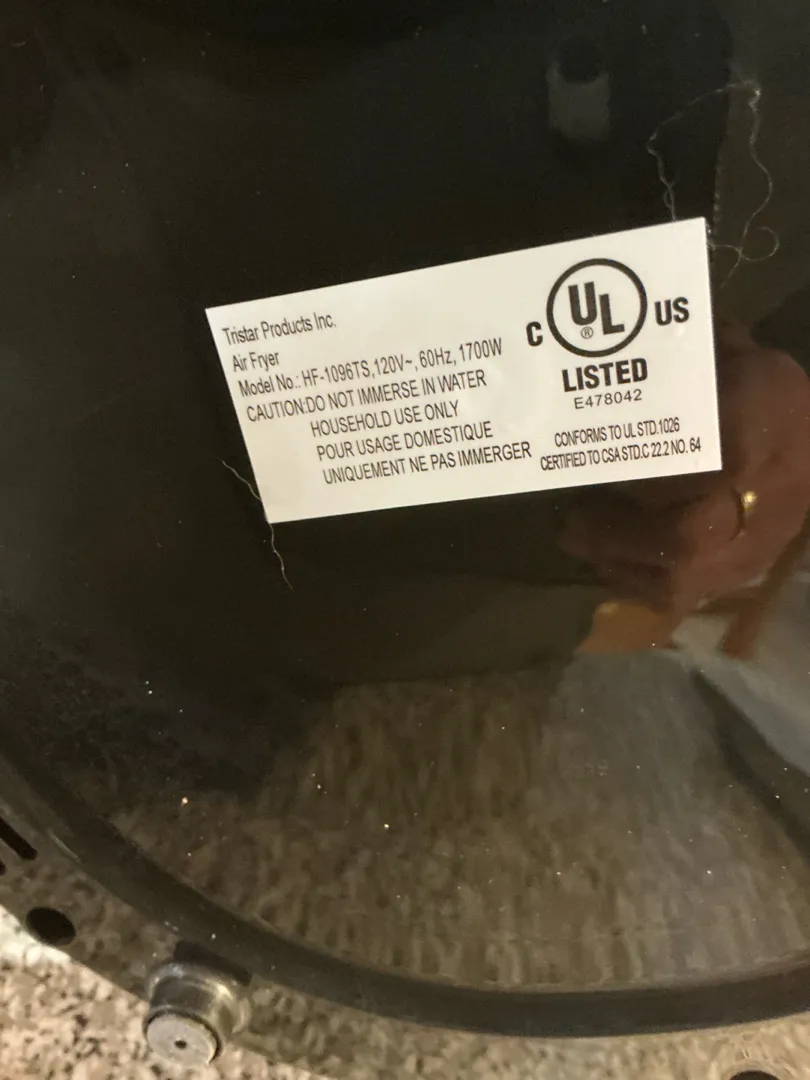 Tristar Products Inc.
Air Fryer
Model No.: HF-1096TS,120V~, 60Hz, 1700W
CAUTION:DO NOT IMMERSE IN WATER
HOUSEHOLD USE ONLY
POUR USAGE DOMESTIQUE
UNIQUEMENT NE PAS IMMERGER
C UL ® US
LISTED
E478042
CONFORMS TO UL STD.1026
CERTIFIED TO CSA STD.C 22.2 NO. 64